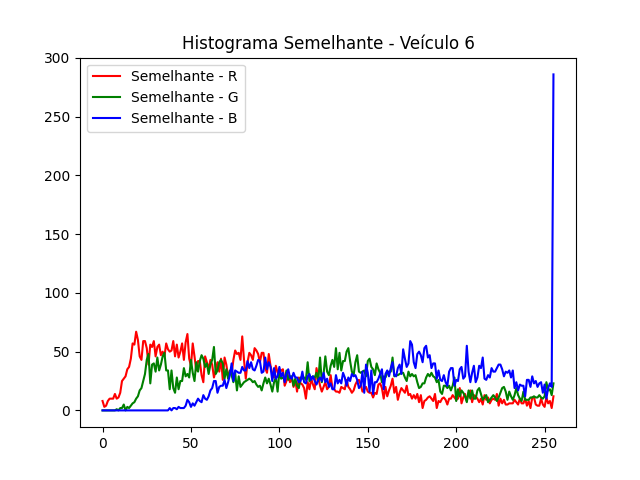 Histograma Semelhante - Veículo 6
300
250
200
150
100
50
0
Semelhante - R
Semelhante - G
Semelhante - B
0 50 100 150 200 250